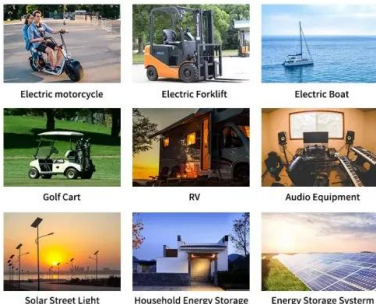 Electric motorcycle
Electric Forklift
Electric Boat
Golf Cart
RV
Audio Equipment
Solar Street Light
Household Energy Storage
Energy Storage Systerm